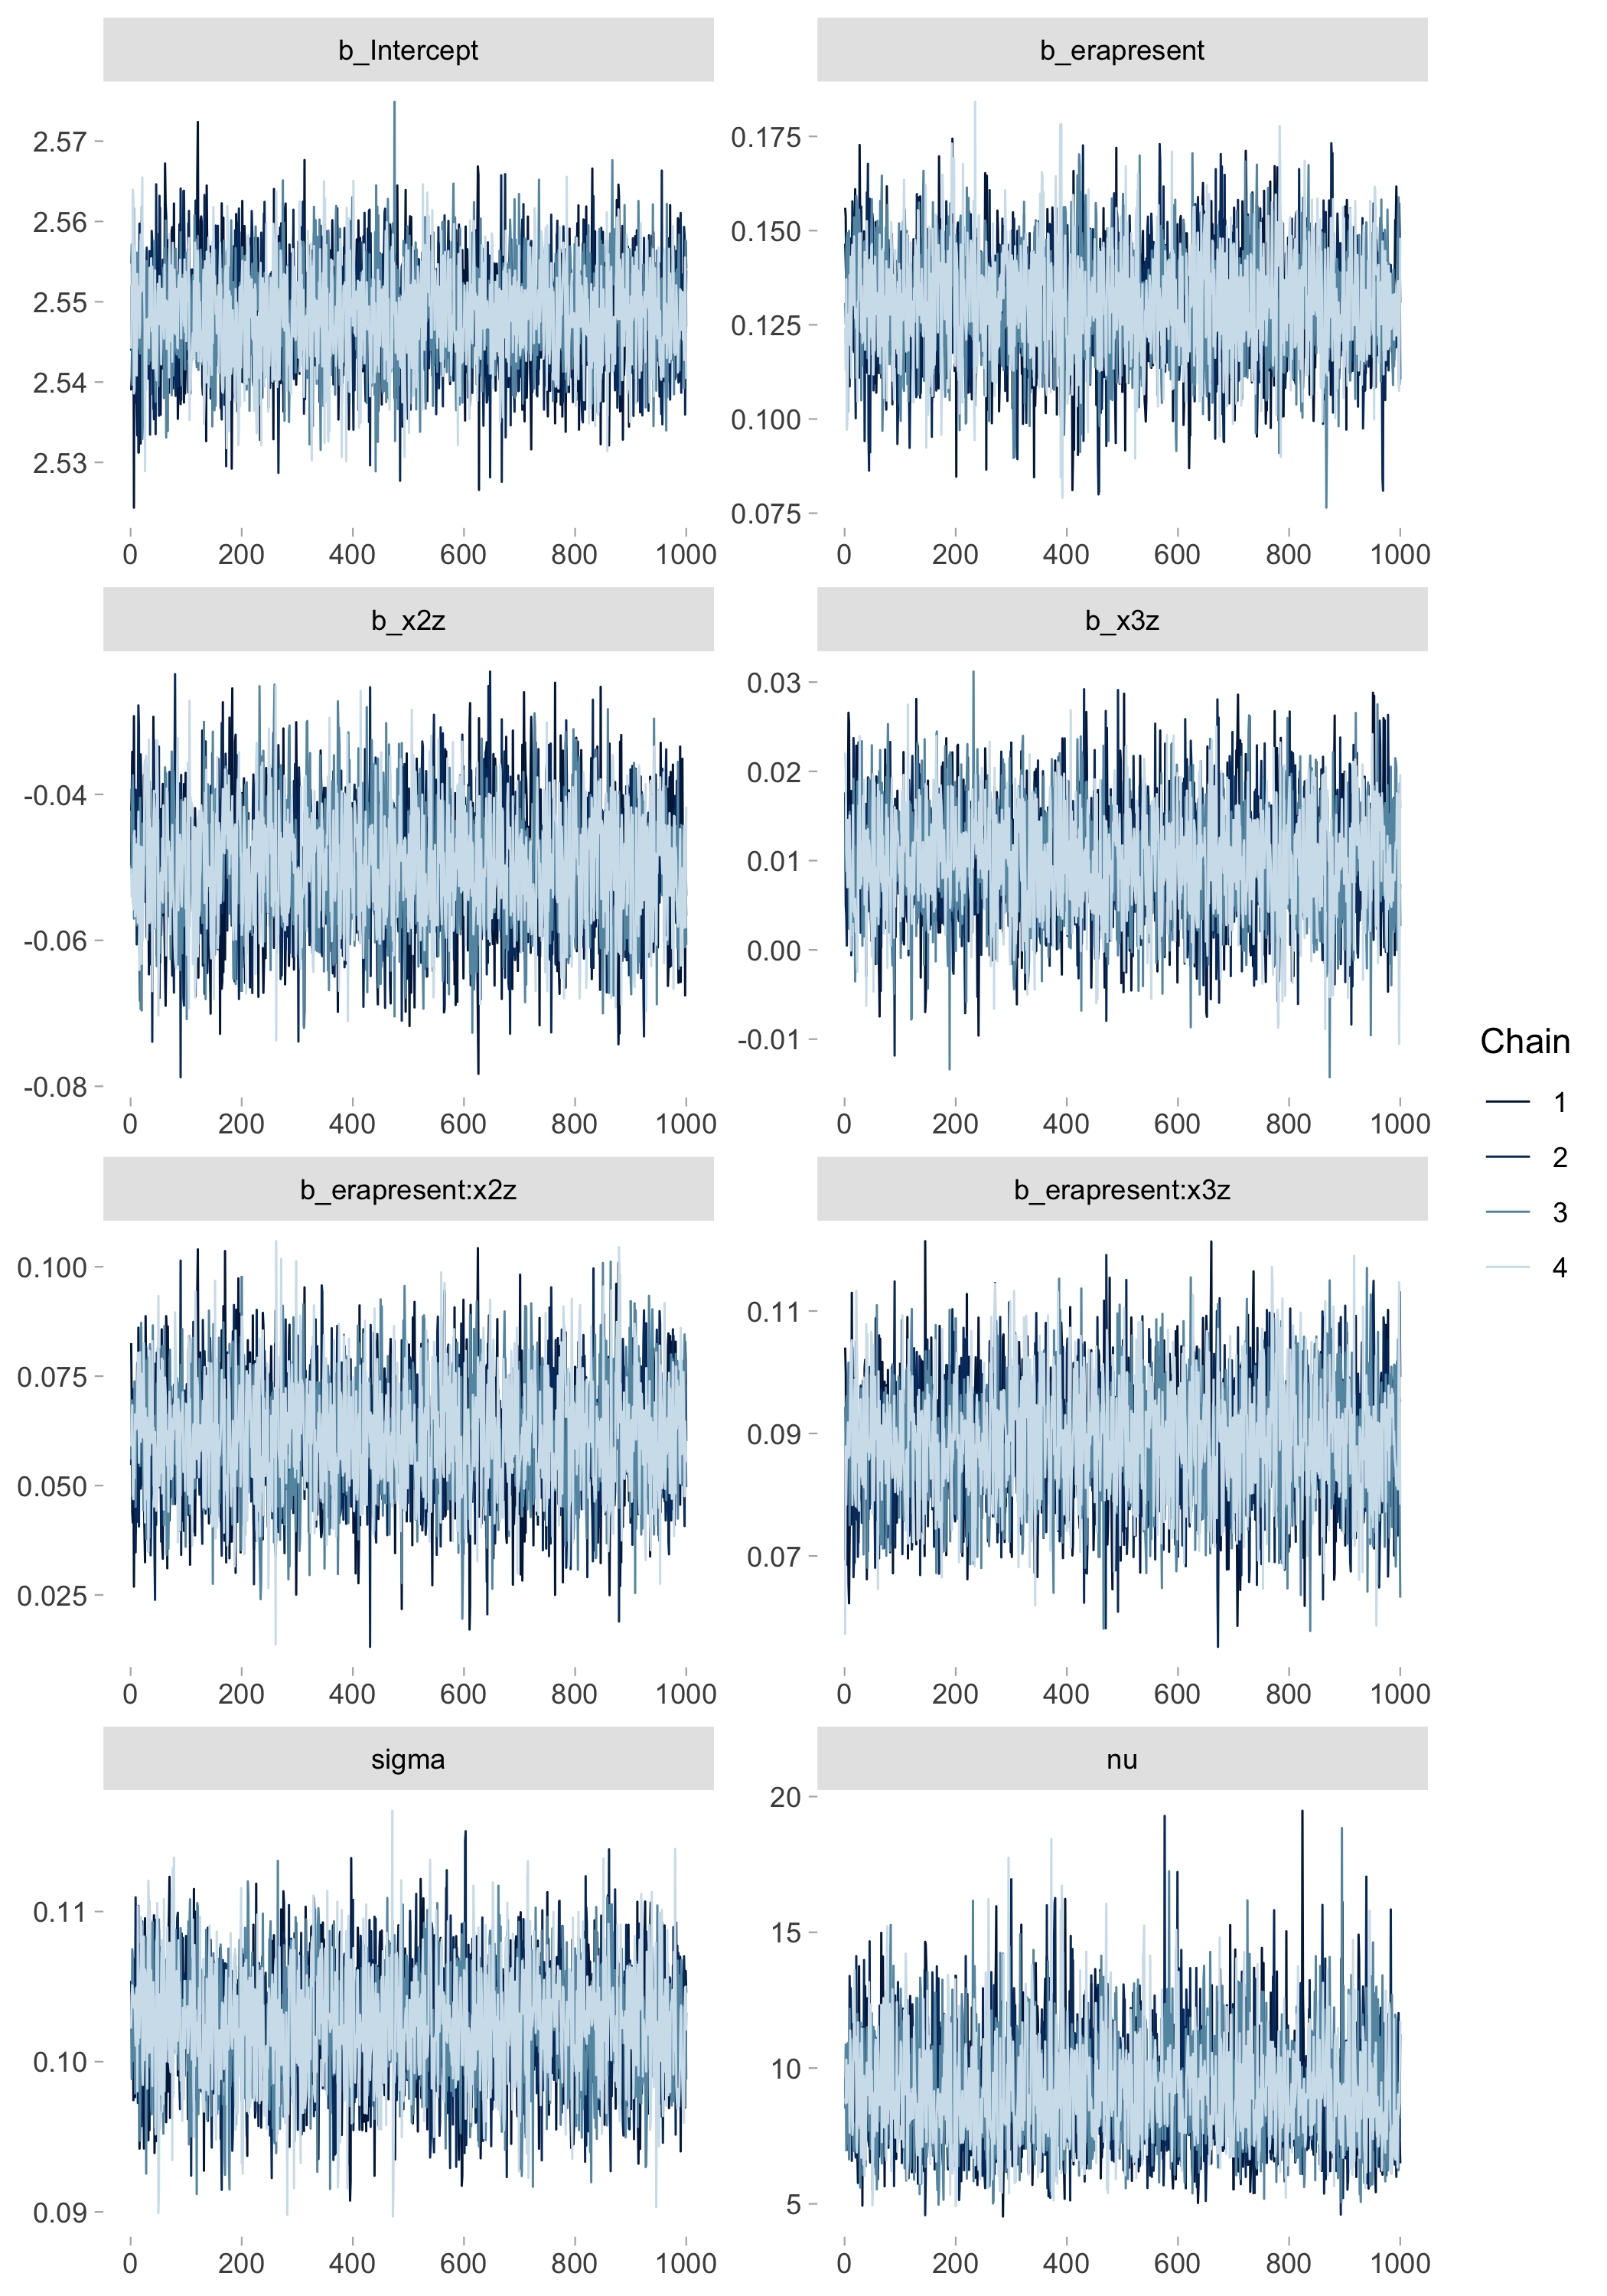 b_Intercept
2.57
2.56
2.55
2.54
2.53
0 200 400 600 800 1000
b_erapresent
0.175
0.150
0.125
0.100
0.075
0 200 400 600 800 1000
b_x2z
-0.04
-0.06
-0.08
0 200 400 600 800 1000
b_x3z
0.03
0.02
0.01
0.00
-0.01
0 200 400 600 800 1000
b_erapresent:x2z
0.100
0.075
0.050
0.025
0 200 400 600 800 1000
b_erapresent:x3z
0.11
0.09
0.07
0 200 400 600 800 1000
sigma
0.11
0.10
0.09
0 200 400 600 800 1000
nu
20
15
10
5
0 200 400 600 800 1000
Chain
1
2
3
4